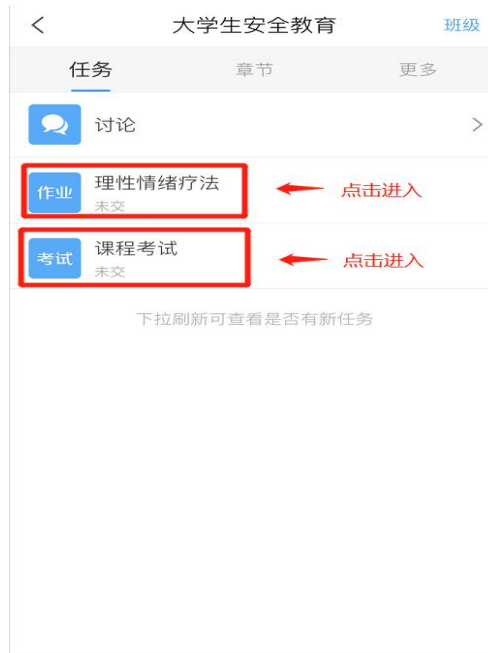 大学生安全教育 班级
任务 章节 更多
讨论
作业 理性情绪疗法 点击进入
未交
考试 课程考试 点击进入
未交
下拉刷新可查看是否有新任务